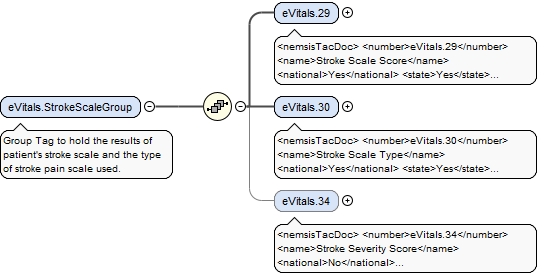 eVitals.29
<nemsisTacDoc> <number>eVitals.29</number>
<name>Stroke Scale Score</name>
<national>Yes</national> <state>Yes</state>...
eVitals.StrokeScaleGroup
Group Tag to hold the results of
patient's stroke scale and the type
of stroke pain scale used.
eVitals.30
<nemsisTacDoc> <number>eVitals.30</number>
<name>Stroke Scale Type</name>
<national>Yes</national> <state>Yes</state>...
eVitals.34
<nemsisTacDoc> <number>eVitals.34</number>
<name>Stroke Severity Score</name>
<national>No</national>...